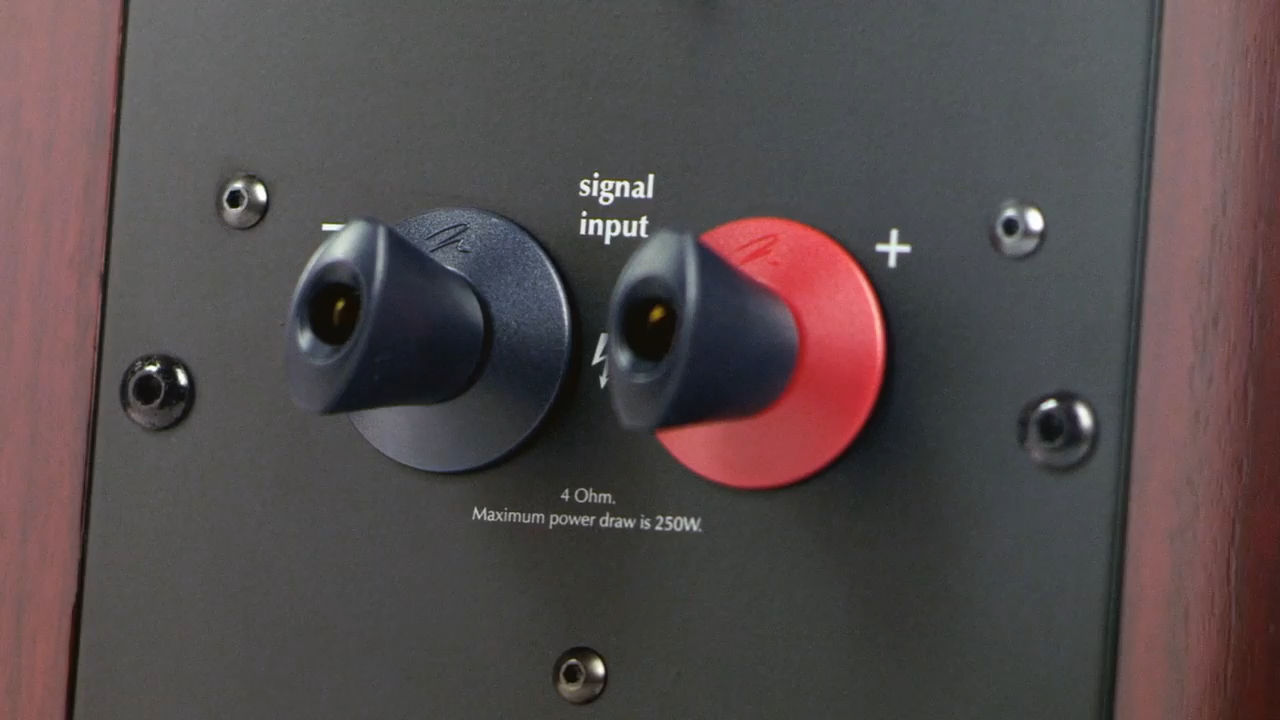 signal
input
− +
4 Ohm.
Maximum power draw is 250W.